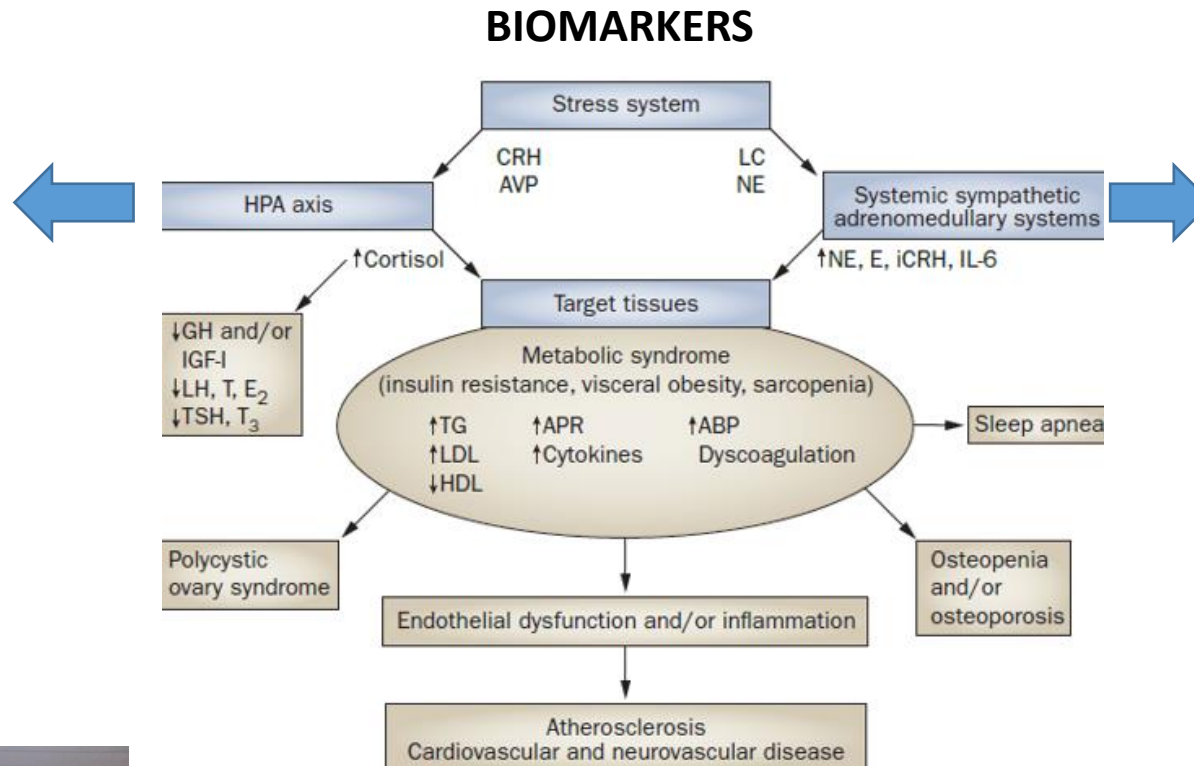 BIOMARKERS
Stress system
CRH
AVP
LC
NE
HPA axis
Systemic sympathetic
adrenomedullary systems
↑Cortisol
↑NE, E, iCRH, IL-6
Target tissues
↓GH and/or
IGF-I
↓LH, T, E₂
↓TSH, T₃
Metabolic syndrome
(insulin resistance, visceral obesity, sarcopenia)
↑TG
↑LDL
↓HDL
↑APR
↑Cytokines
↑ABP
Dyscoagulation
Sleep apnea
Polycystic
ovary syndrome
Osteopenia
and/or
osteoporosis
Endothelial dysfunction and/or inflammation
Atherosclerosis
Cardiovascular and neurovascular disease